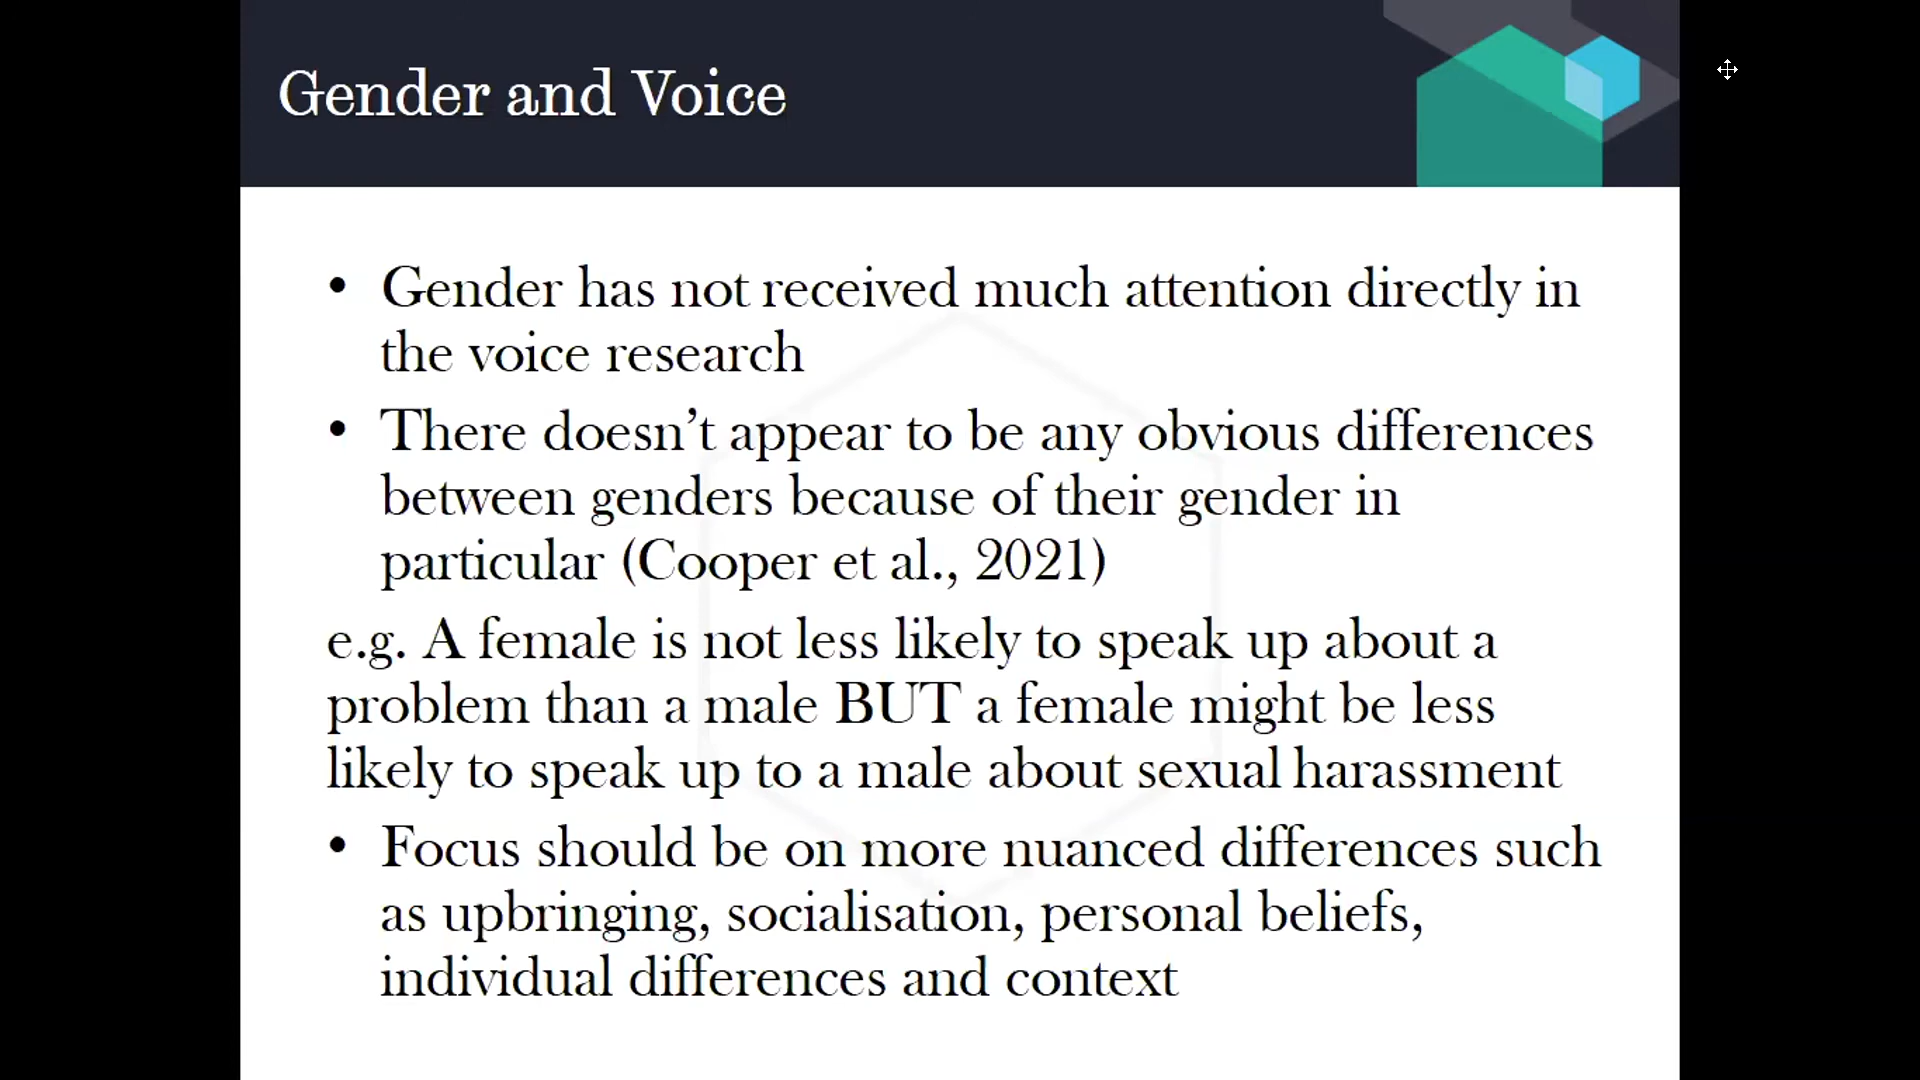 Gender and Voice
• Gender has not received much attention directly in
the voice research
• There doesn’t appear to be any obvious differences
between genders because of their gender in
particular (Cooper et al., 2021)
e.g. A female is not less likely to speak up about a
problem than a male BUT a female might be less
likely to speak up to a male about sexual harassment
• Focus should be on more nuanced differences such
as upbringing, socialisation, personal beliefs,
individual differences and context